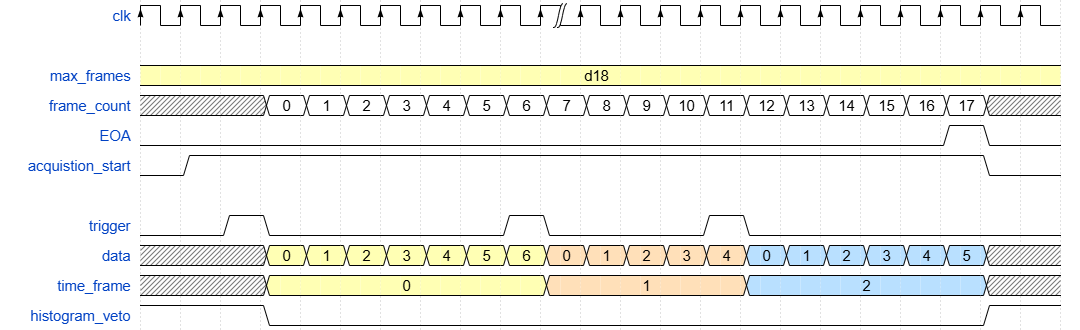 clk
max_frames d18
frame_count 0 1 2 3 4 5 6 7 8 9 10 11 12 13 14 15 16 17
EOA
acquistion_start
trigger
data 0 1 2 3 4 5 6 0 1 2 3 4 0 1 2 3 4 5
time_frame 0 1 2
histogram_veto